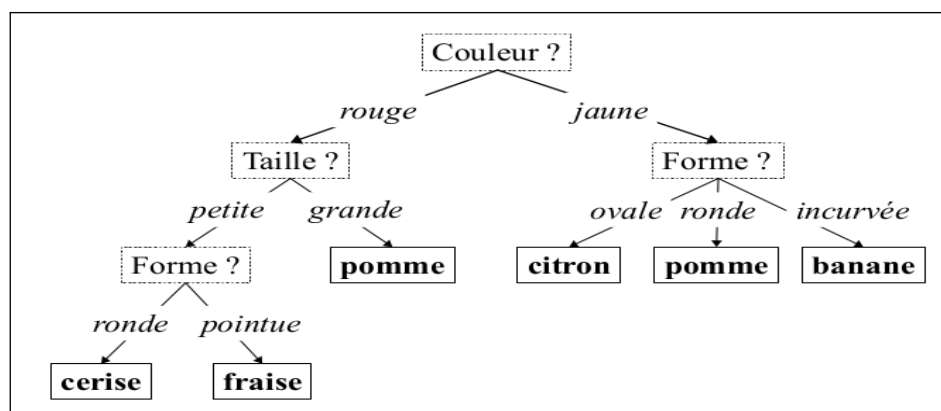 Couleur ?
rouge jaune
Taille ? Forme ?
petite grande ovale ronde incurvée
Forme ? pomme citron pomme banane
ronde pointue
cerise fraise